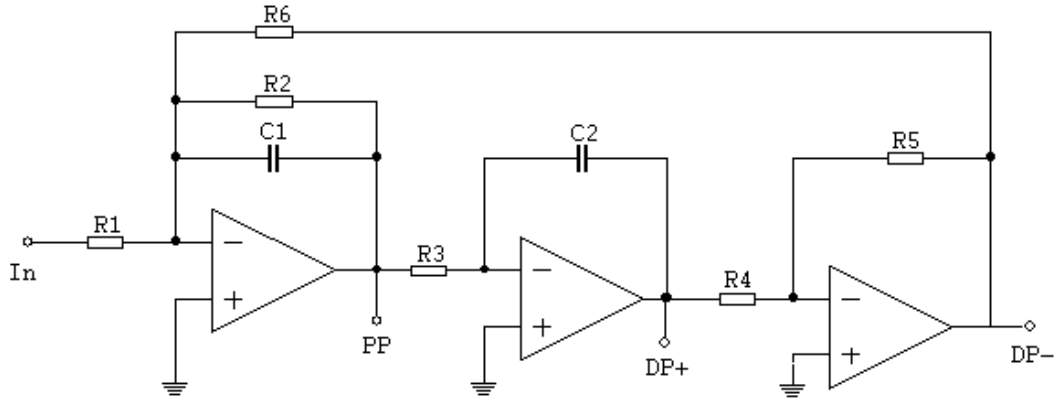 R6
R2
C1
C2
R5
R1
In
R3
R4
−
+
−
+
−
+
PP
DP+
DP−